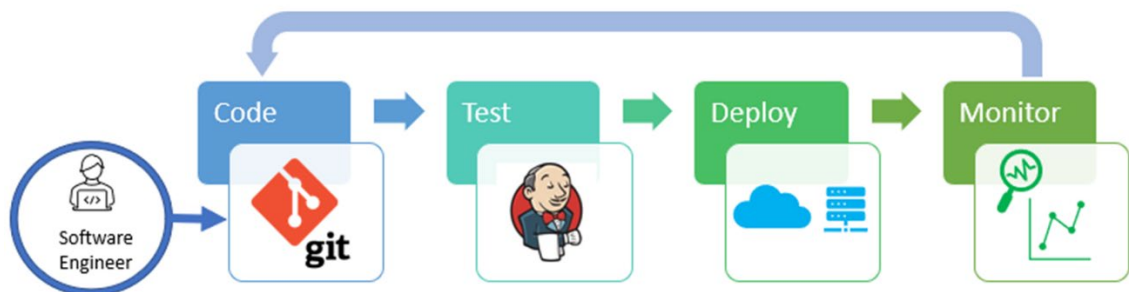 Code
Test
Deploy
Monitor
</>
Software
Engineer
git